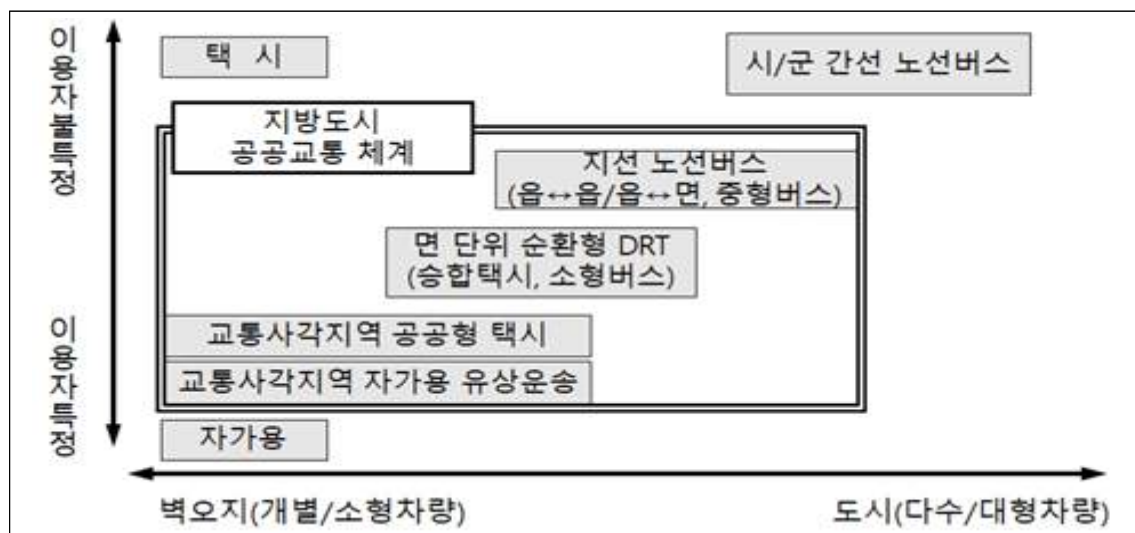 이용자불특정
택 시
시/군 간선 노선버스
지방도시
공공교통 체계
지선 노선버스
(읍↔읍/읍↔면, 중형버스)
면 단위 순환형 DRT
(승합택시, 소형버스)
이용자특정
교통사각지역 공공형 택시
교통사각지역 자가용 유상운송
자가용
벽오지(개별/소형차량)
도시(다수/대형차량)